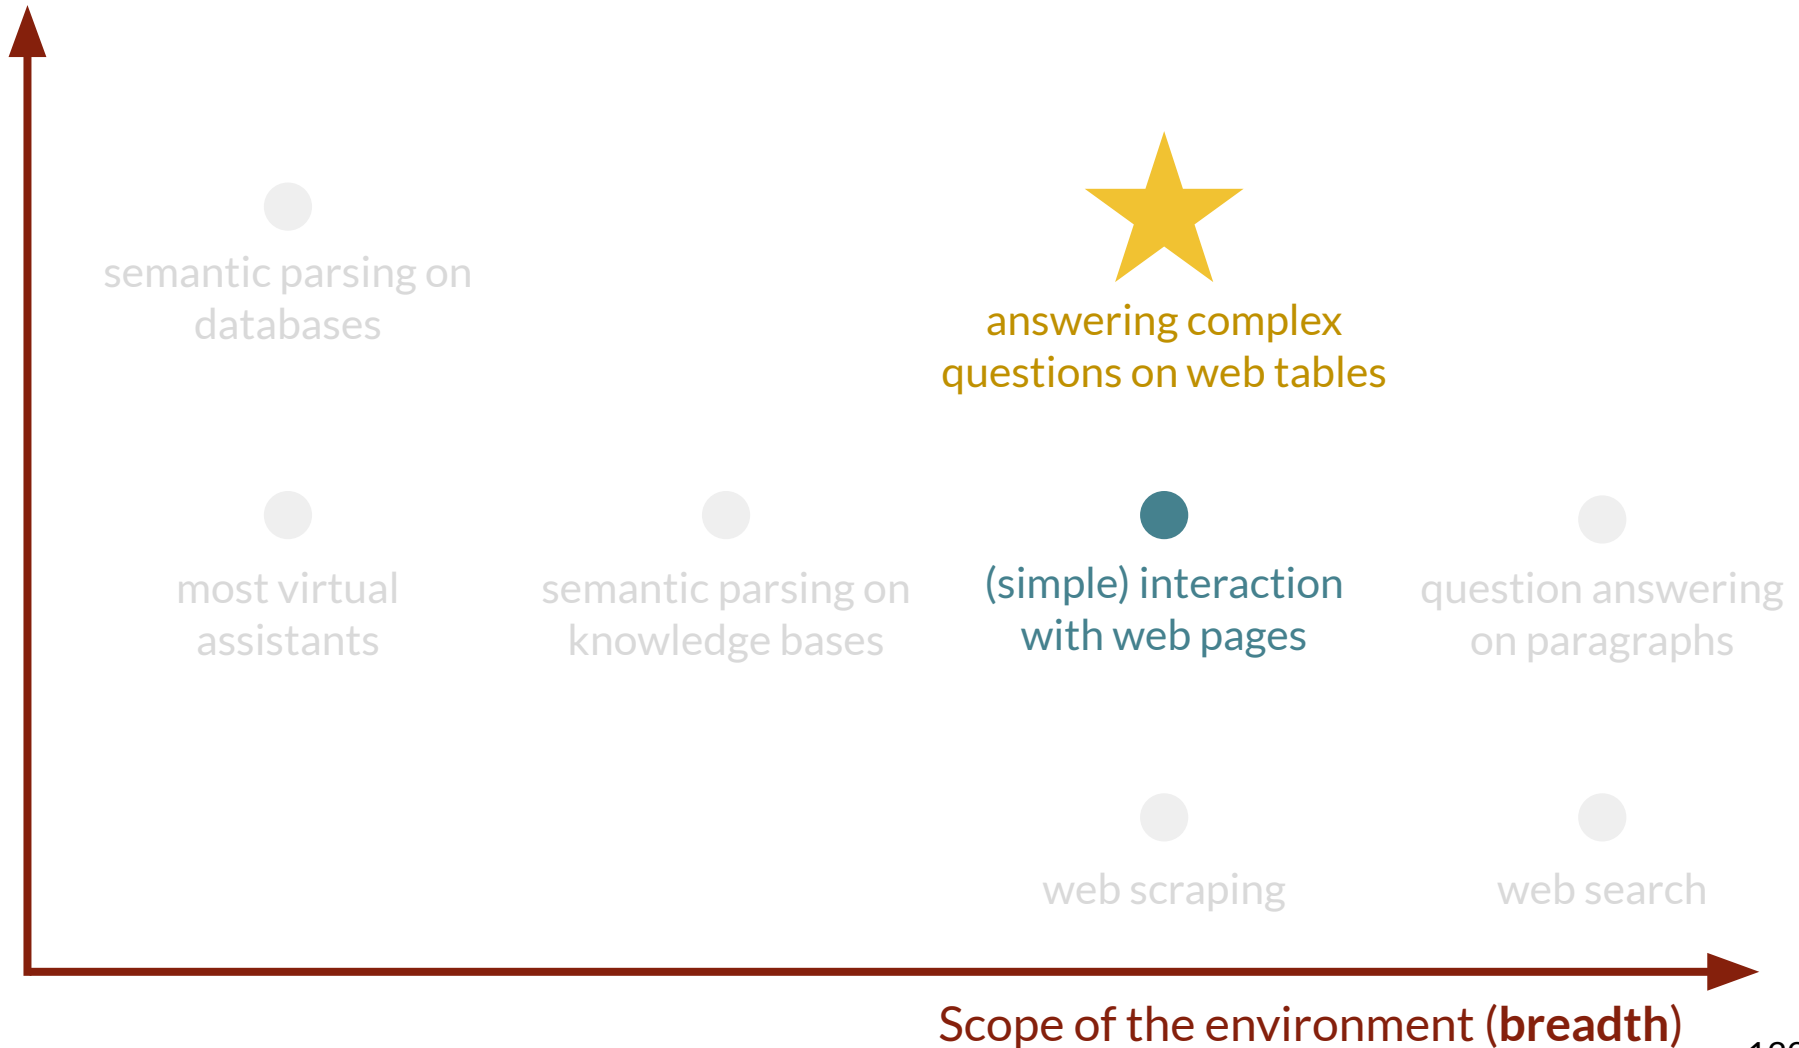 semantic parsing on
databases
answering complex
questions on web tables
most virtual
assistants
semantic parsing on
knowledge bases
(simple) interaction
with web pages
question answering
on paragraphs
web scraping
web search
Scope of the environment (breadth)